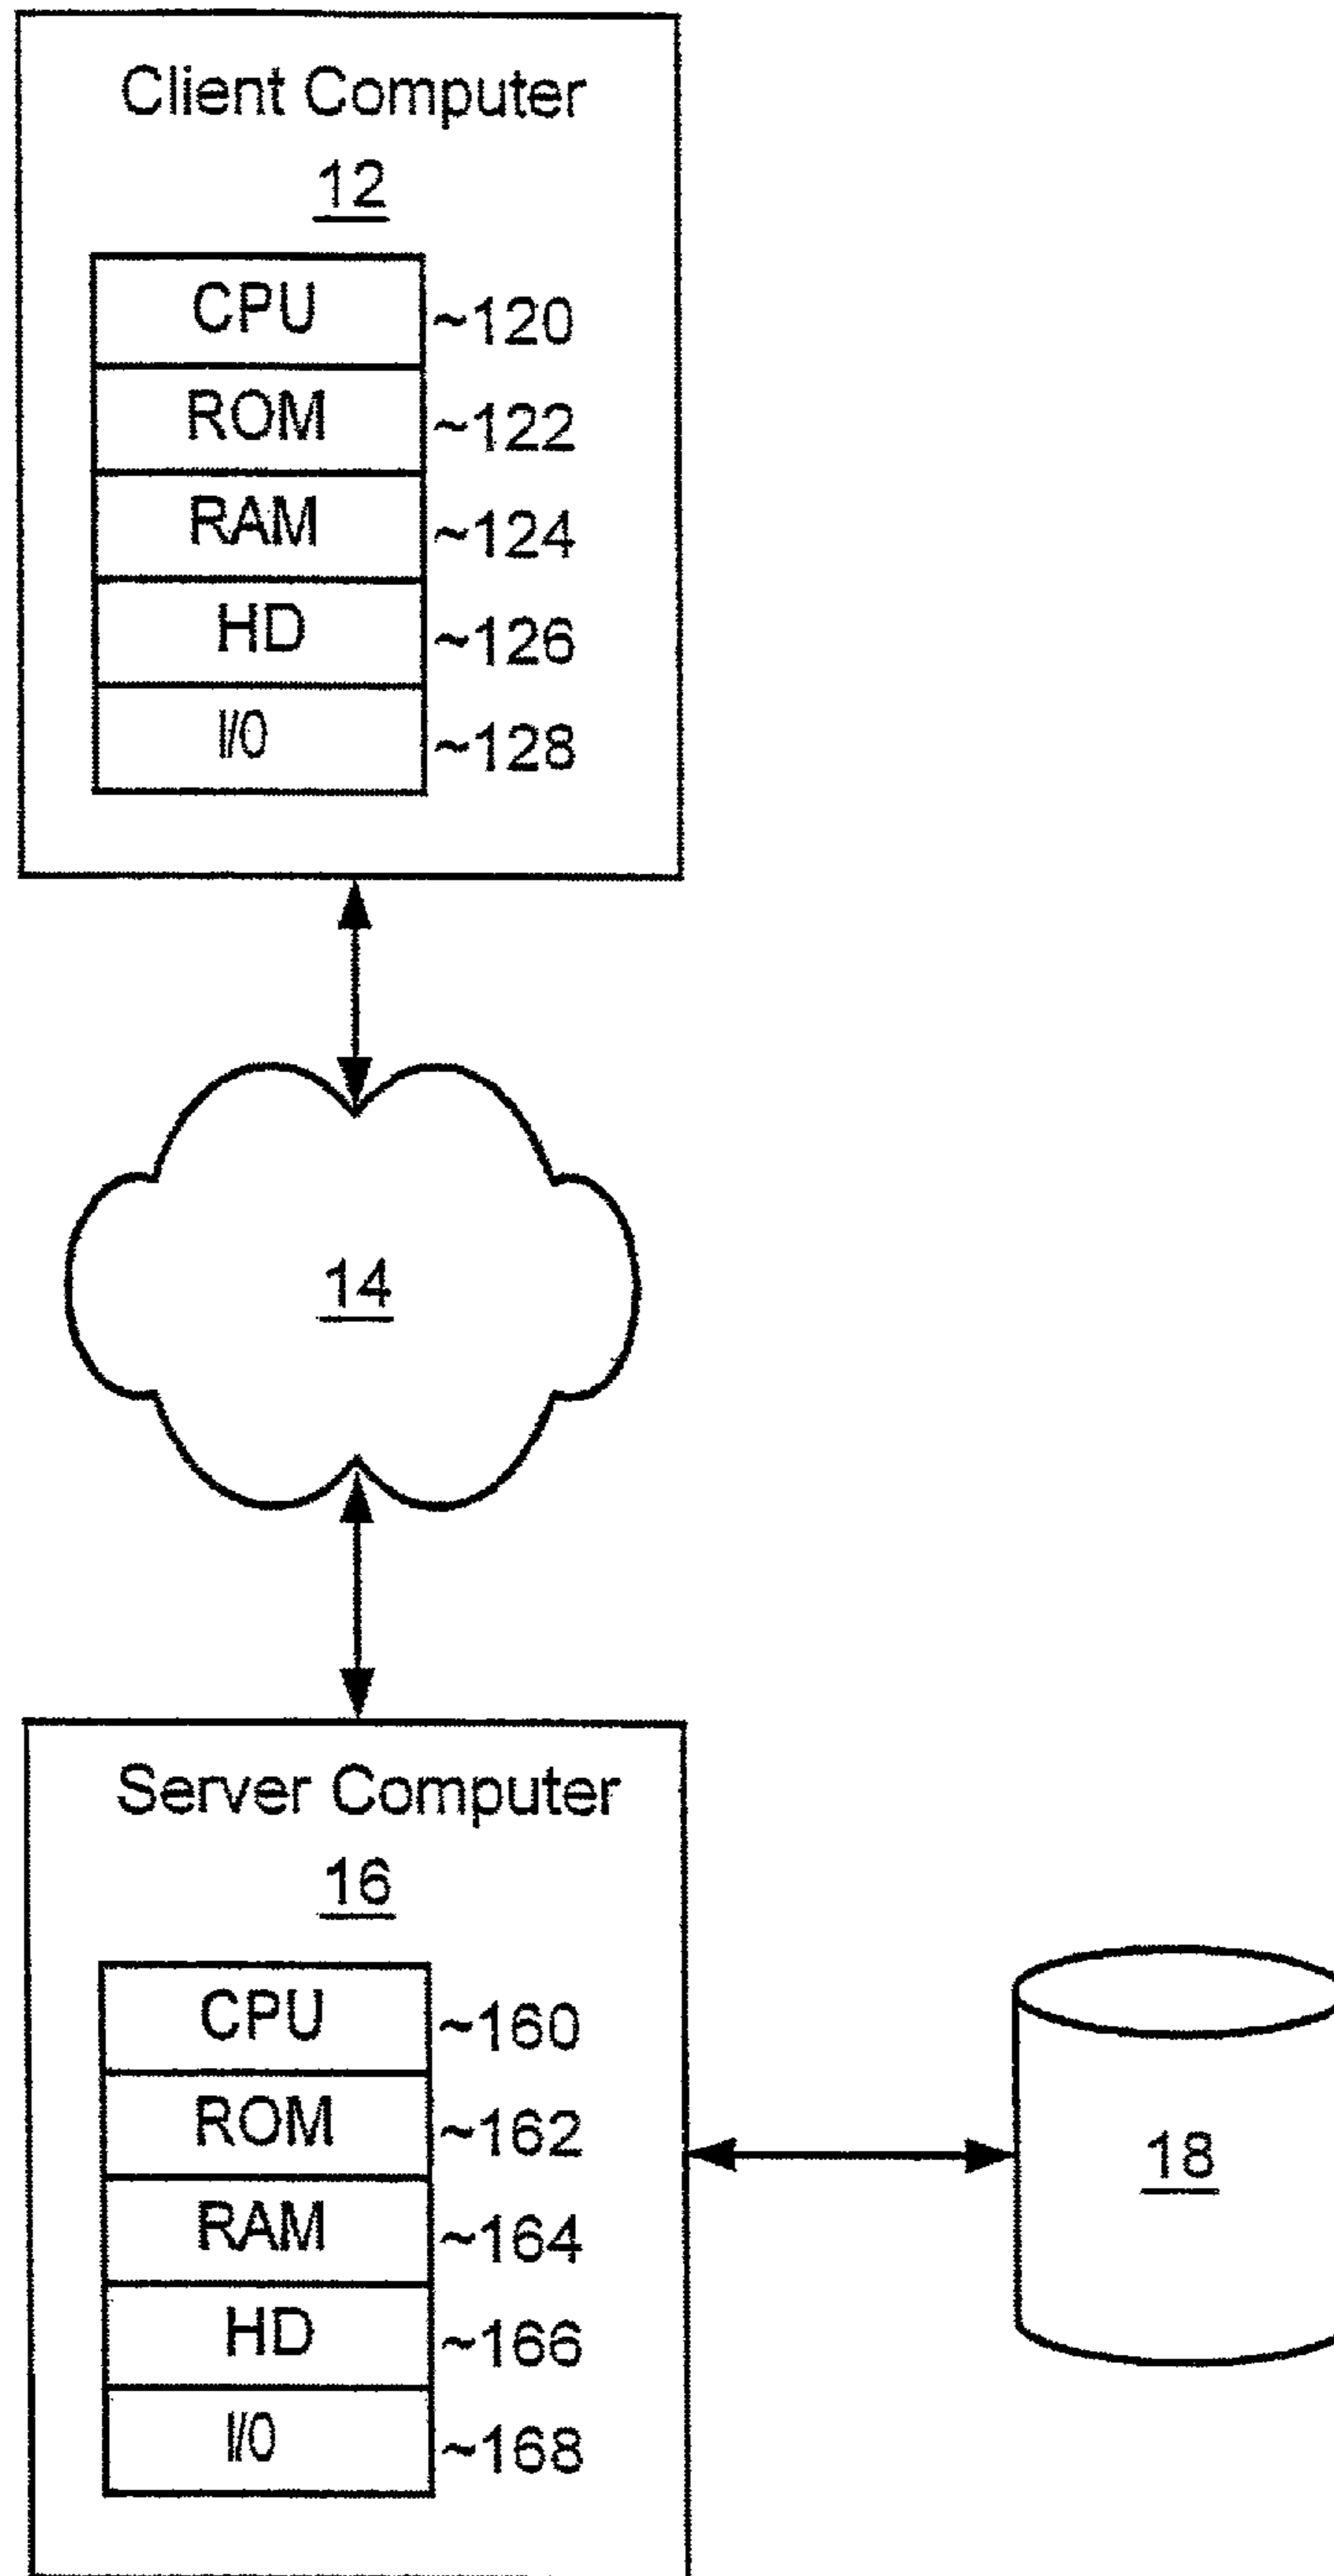 Client Computer
12
CPU ~120
ROM ~122
RAM ~124
HD ~126
I/0 ~128
14
Server Computer
16
CPU ~160
ROM ~162
RAM ~164
HD ~166
I/0 ~168
18